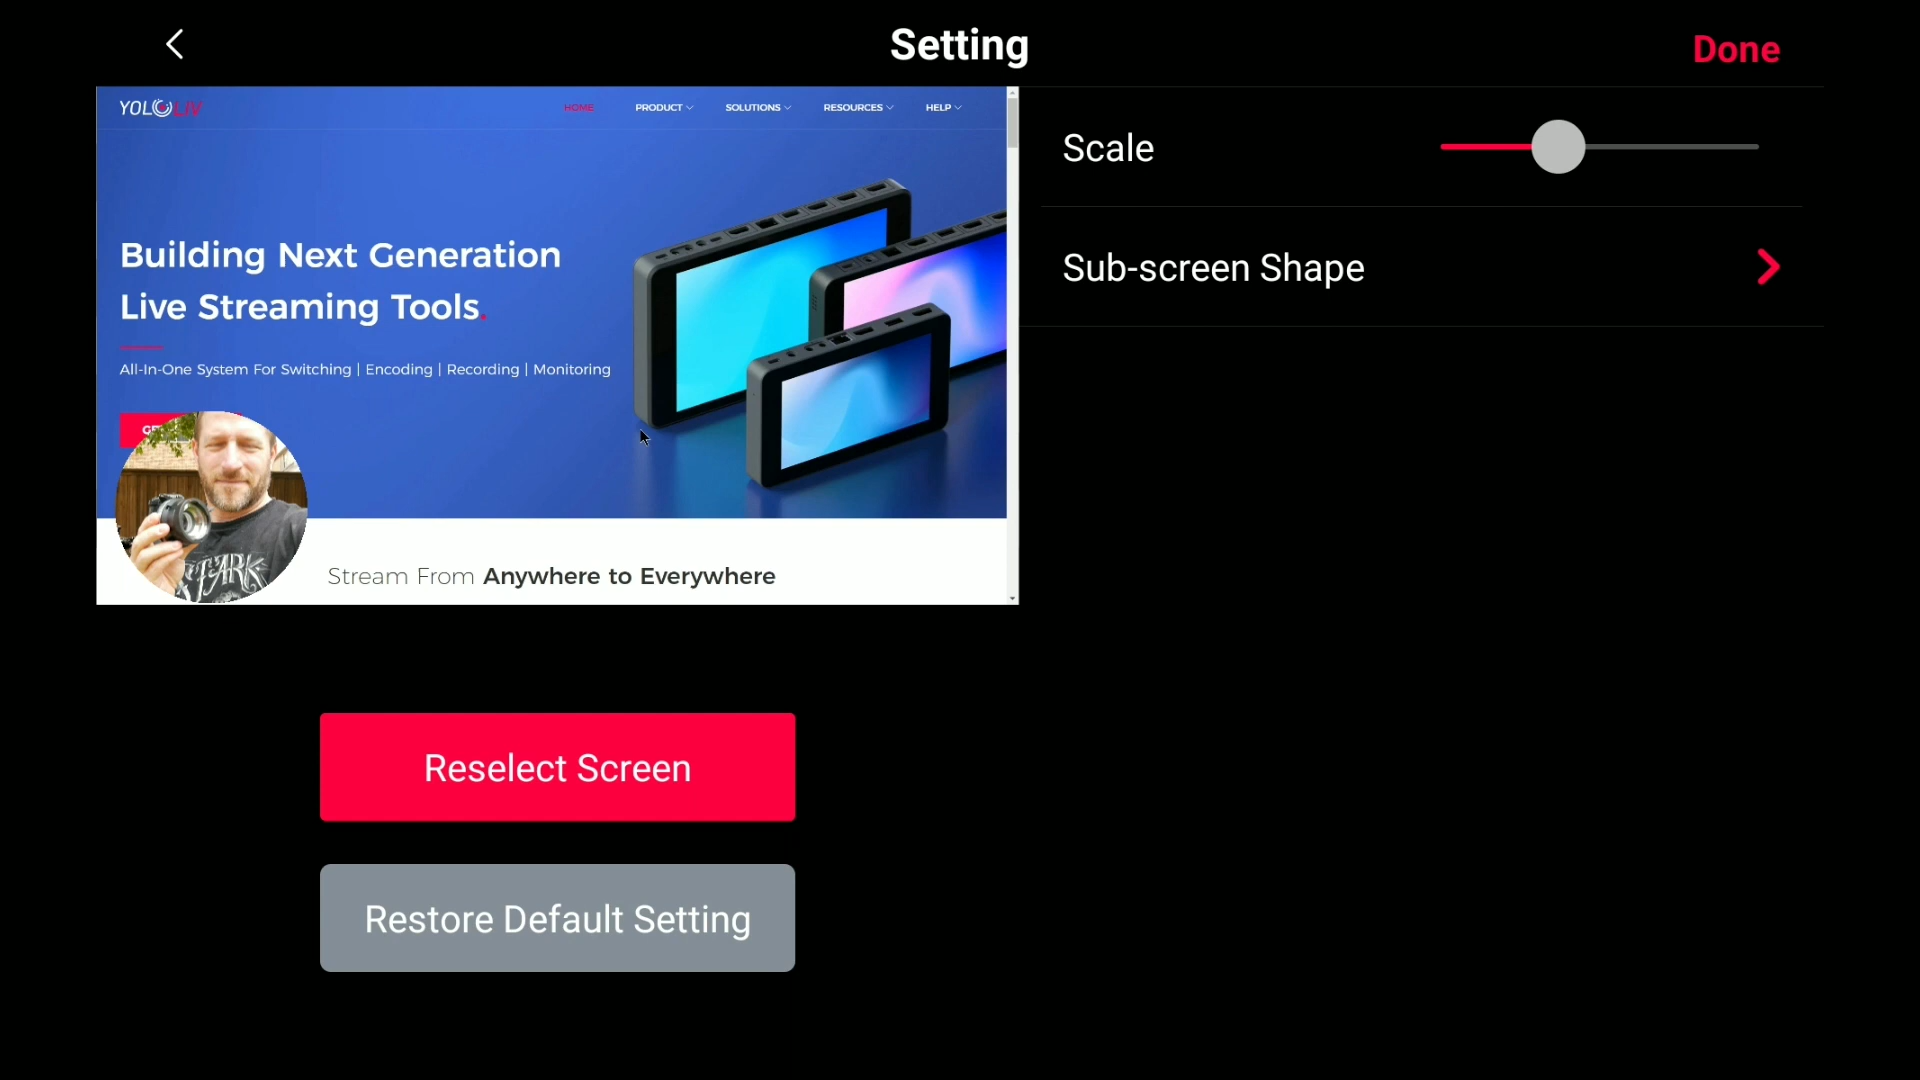 Setting
Done
YOLOLIV
HOME PRODUCT SOLUTIONS RESOURCES HELP
Scale
Building Next Generation
Live Streaming Tools.
Sub-screen Shape
All-In-One System For Switching | Encoding | Recording | Monitoring
Stream From Anywhere to Everywhere
Reselect Screen
Restore Default Setting